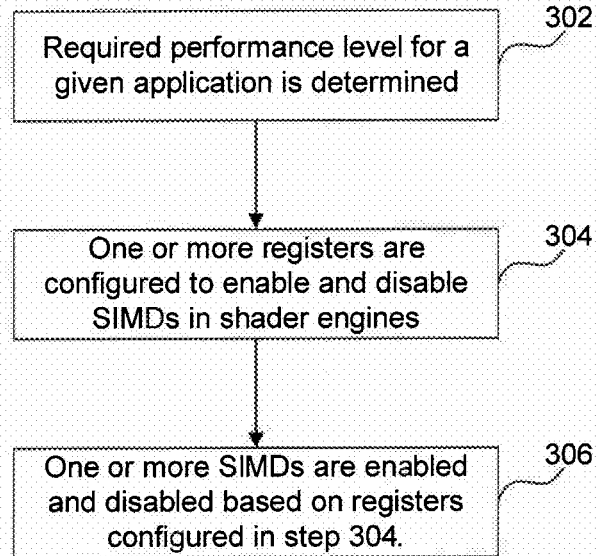 302
Required performance level for a
given application is determined
304
One or more registers are
configured to enable and disable
SIMDs in shader engines
306
One or more SIMDs are enabled
and disabled based on registers
configured in step 304.